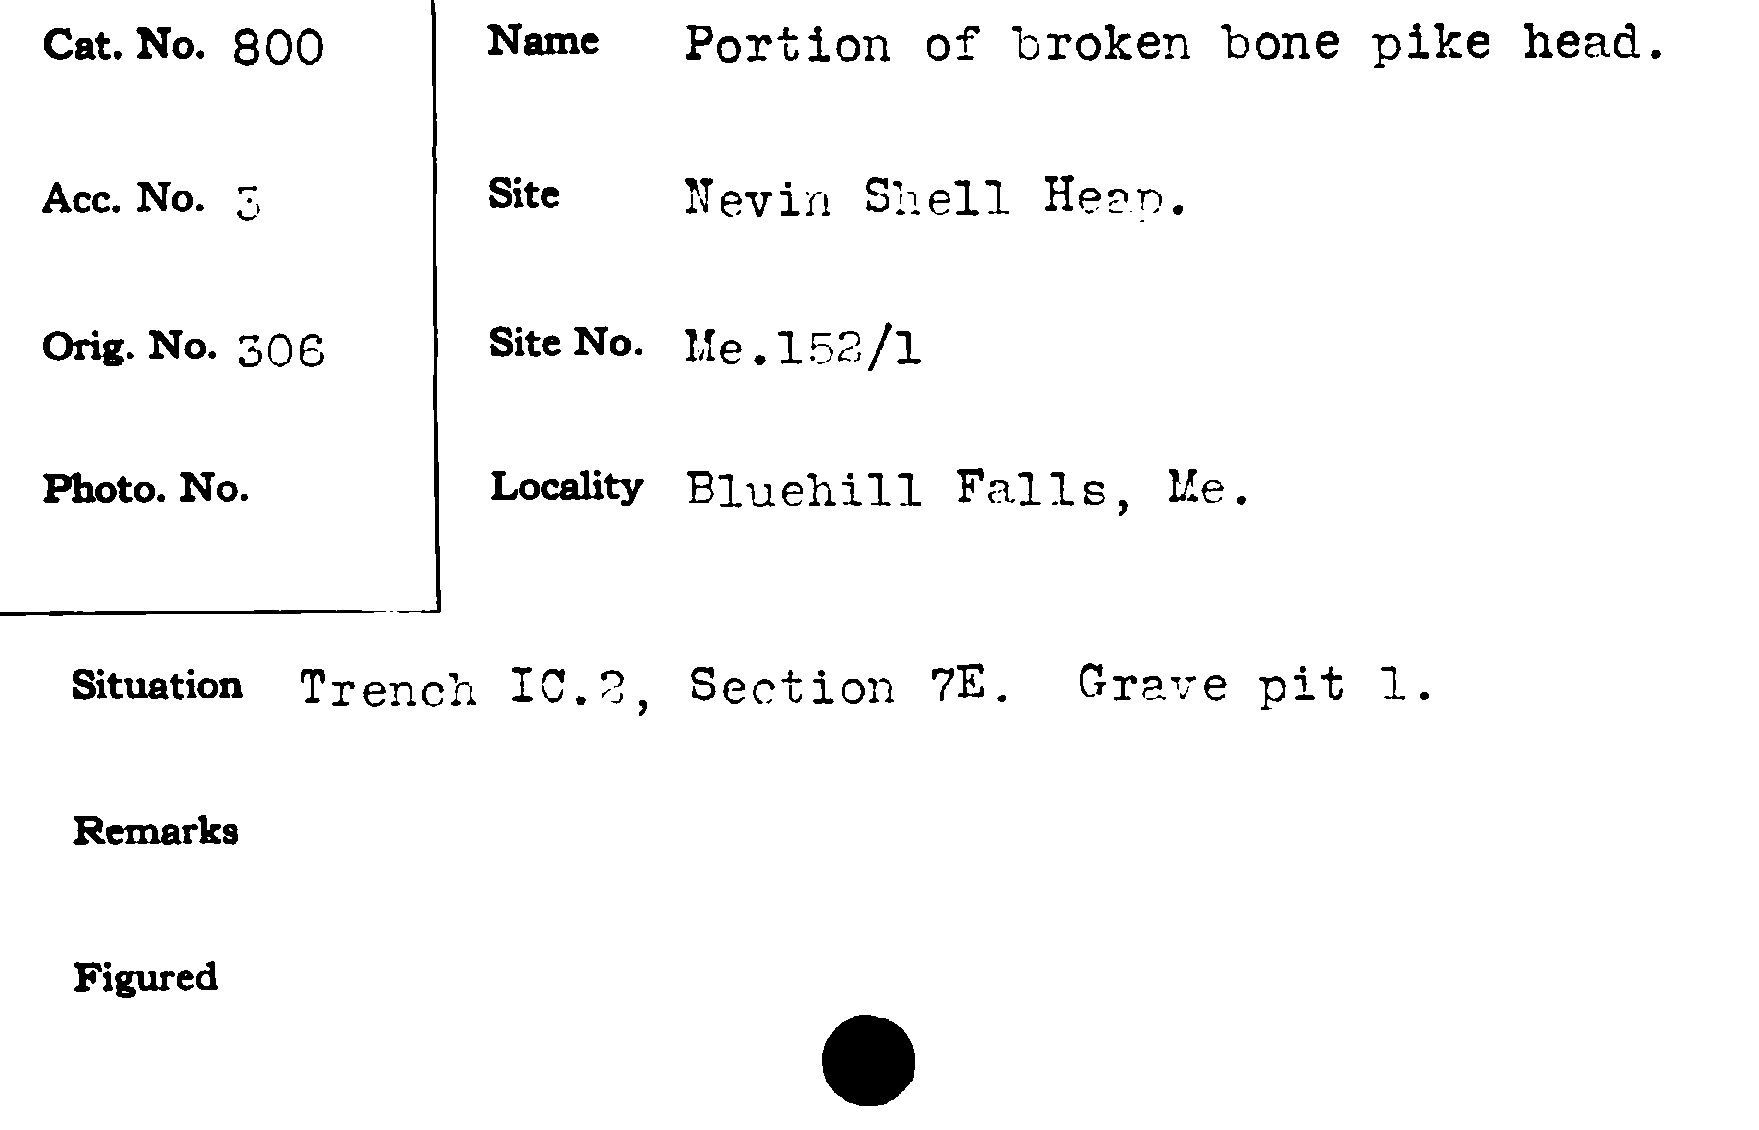 Cat. No. 800
Name Portion of broken bone pike head.
Acc. No. 3
Site Nevin Shell Heap.
Orig. No. 306
Site No. Me.152/1
Photo. No.
Locality Bluehill Falls, Me.
Situation Trench IC.2, Section 7E. Grave pit 1.
Remarks
Figured